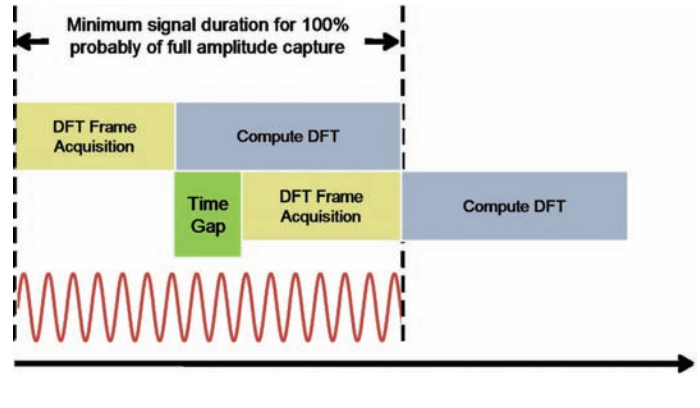 Minimum signal duration for 100%
probably of full amplitude capture
DFT Frame
Acquisition
Compute DFT
Time
Gap
DFT Frame
Acquisition
Compute DFT